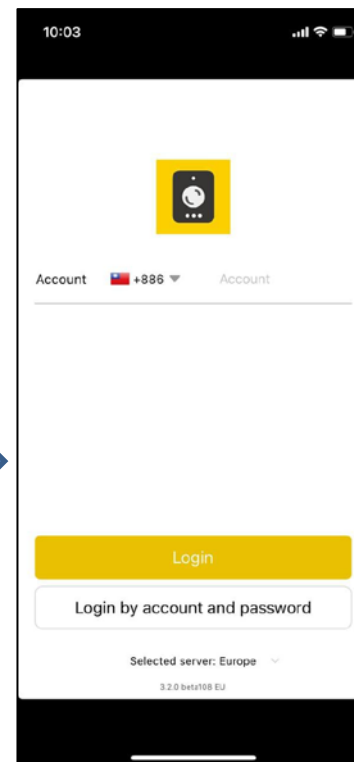 10:03
Account +886 Account
Login
Login by account and password
Selected server: Europe
3.2.0 beta108 EU